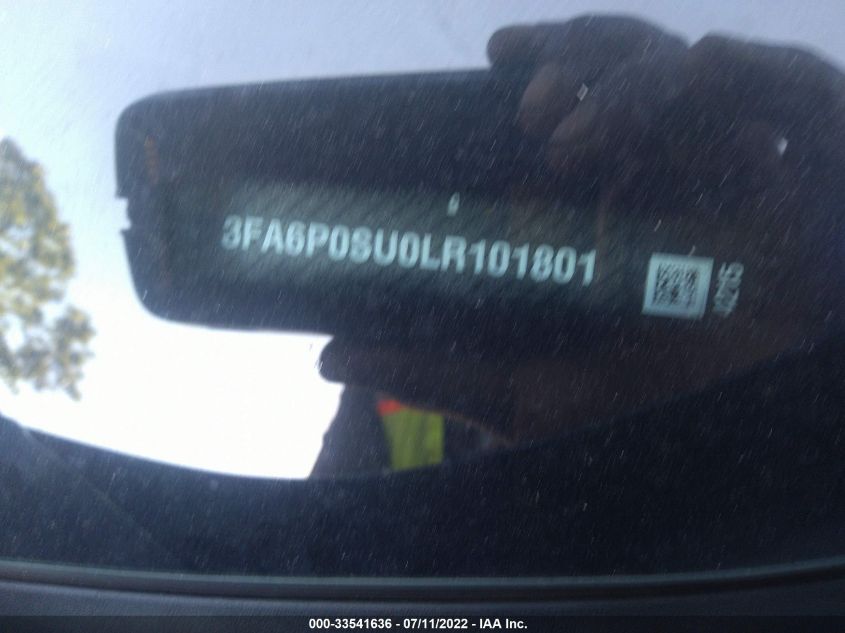 3FA6P0SU0LR101801
000-33541636 - 07/11/2022 - IAA Inc.